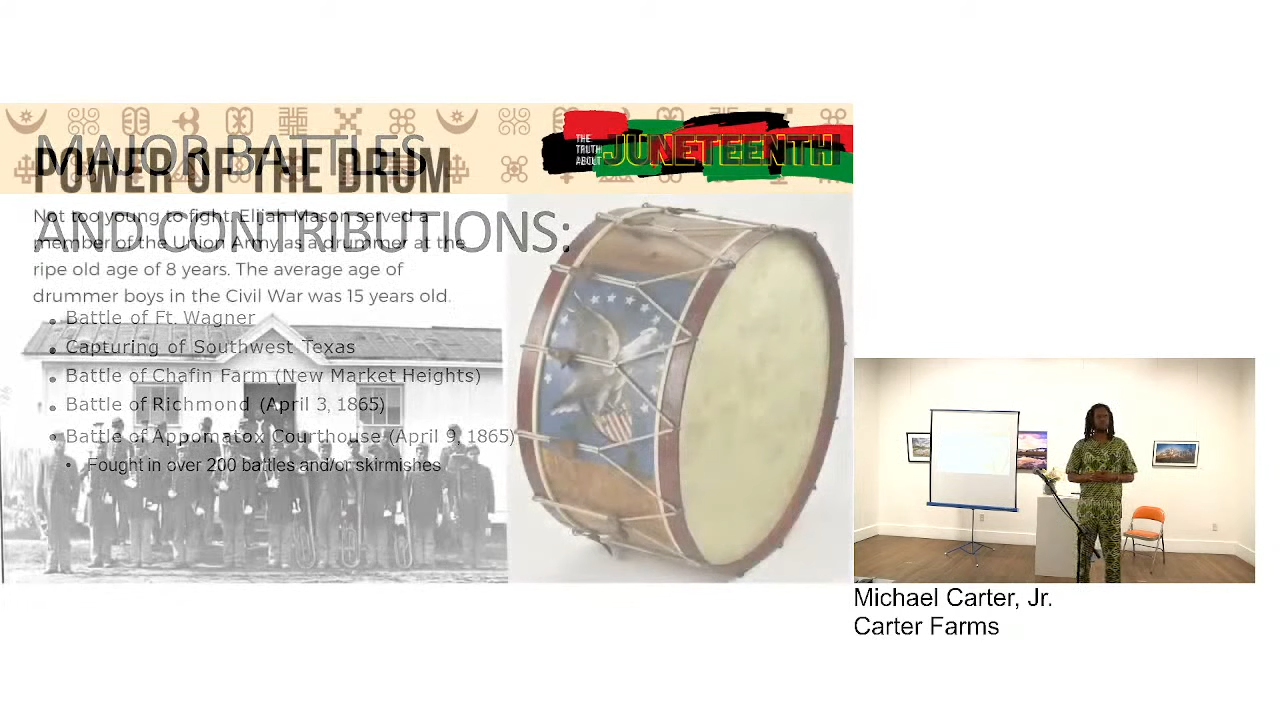 MAJOR BATTLES
AND CONTRIBUTIONS:
POWER OF THE DRUM
THE
TRUTH
ABOUT
JUNETEENTH
Not too young to fight. Elijah Mason served a
member of the Union Army as a drummer at the
ripe old age of 8 years. The average age of
drummer boys in the Civil War was 15 years old.
• Battle of Ft. Wagner
• Capturing of Southwest Texas
• Battle of Chafin Farm (New Market Heights)
• Battle of Richmond (April 3, 1865)
• Battle of Appomatox Courthouse (April 9, 1865)
• Fought in over 200 battles and/or skirmishes
Michael Carter, Jr.
Carter Farms